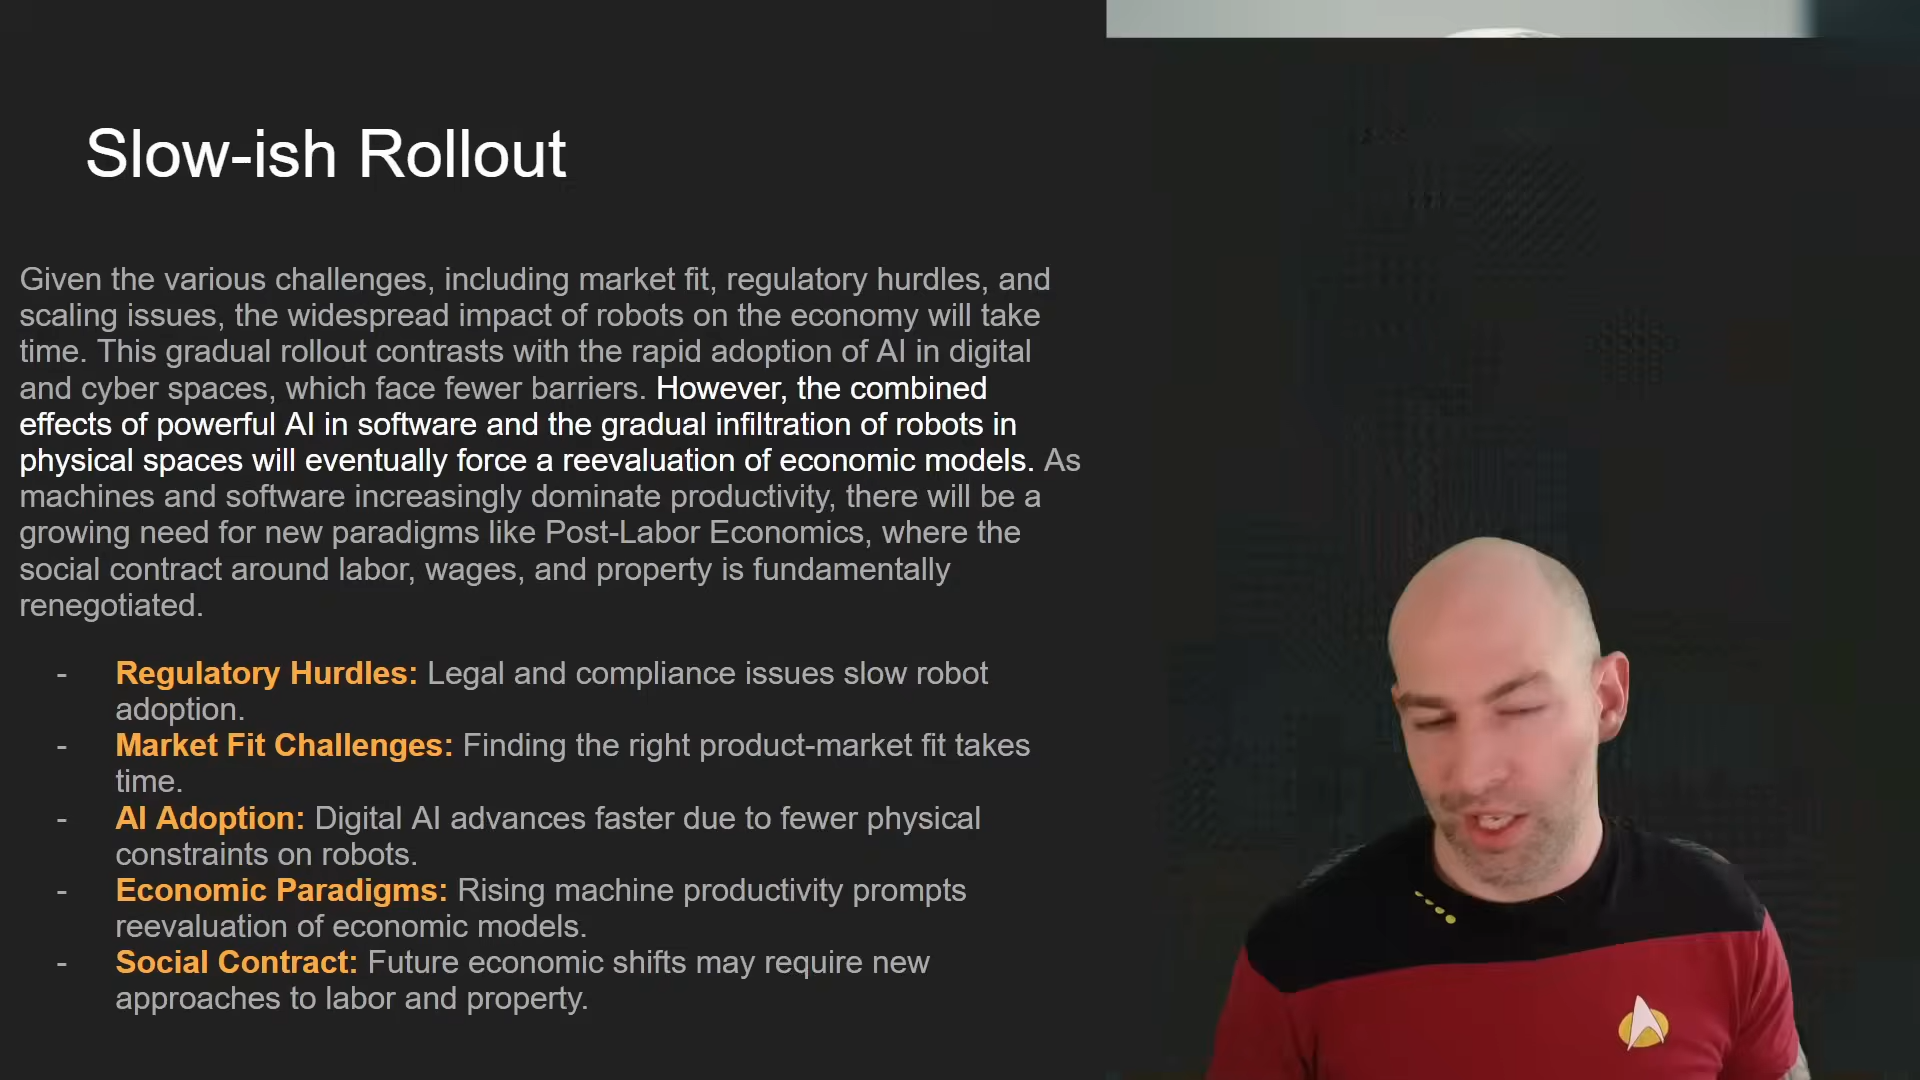 Slow-ish Rollout
Given the various challenges, including market fit, regulatory hurdles, and
scaling issues, the widespread impact of robots on the economy will take
time. This gradual rollout contrasts with the rapid adoption of AI in digital
and cyber spaces, which face fewer barriers. However, the combined
effects of powerful AI in software and the gradual infiltration of robots in
physical spaces will eventually force a reevaluation of economic models. As
machines and software increasingly dominate productivity, there will be a
growing need for new paradigms like Post-Labor Economics, where the
social contract around labor, wages, and property is fundamentally
renegotiated.
- Regulatory Hurdles: Legal and compliance issues slow robot
adoption.
- Market Fit Challenges: Finding the right product-market fit takes
time.
- AI Adoption: Digital AI advances faster due to fewer physical
constraints on robots.
- Economic Paradigms: Rising machine productivity prompts
reevaluation of economic models.
- Social Contract: Future economic shifts may require new
approaches to labor and property.